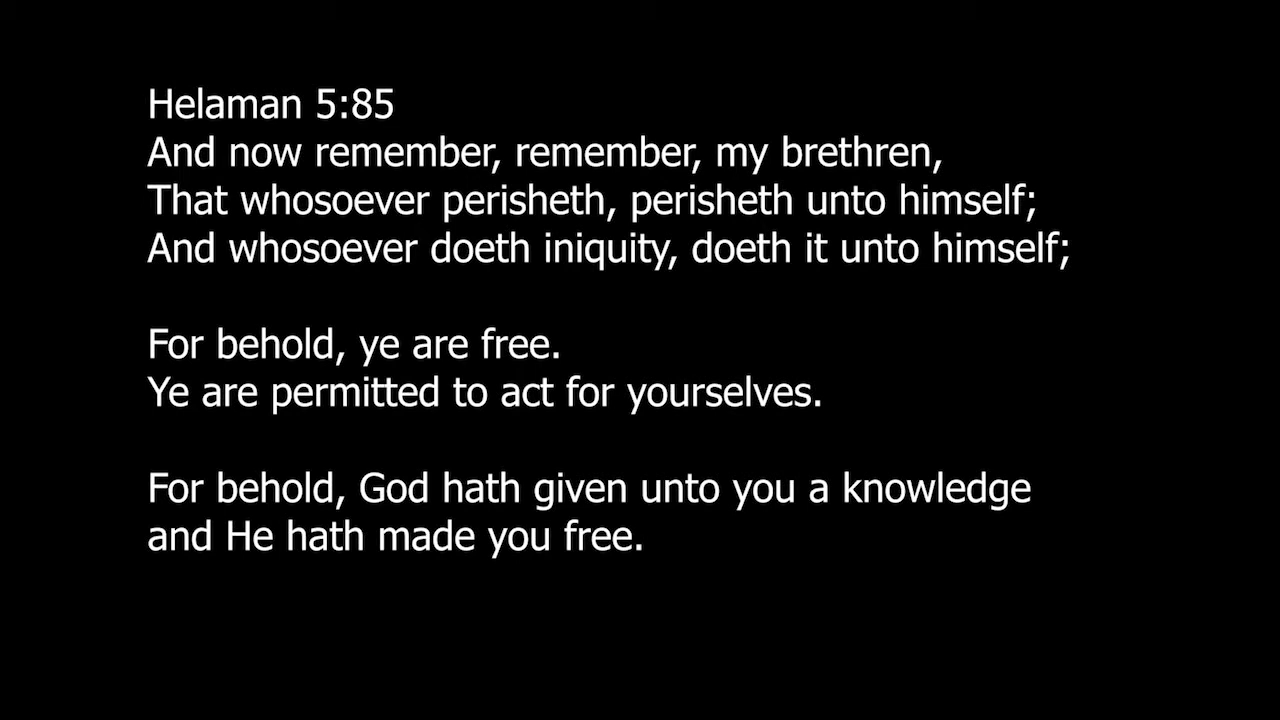 Helaman 5:85
And now remember, remember, my brethren,
That whosoever perisheth, perisheth unto himself;
And whosoever doeth iniquity, doeth it unto himself;
For behold, ye are free.
Ye are permitted to act for yourselves.
For behold, God hath given unto you a knowledge
and He hath made you free.